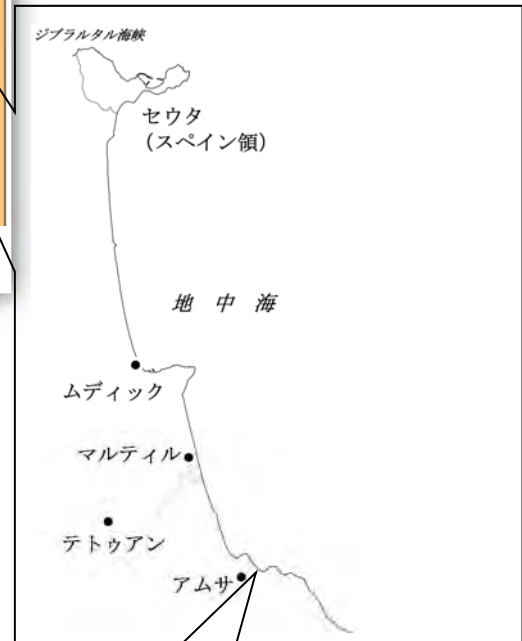 ジブラルタル海峡
セウタ
(スペイン領)
地中海
ムディック
マルティル
テトゥアン
アムサ